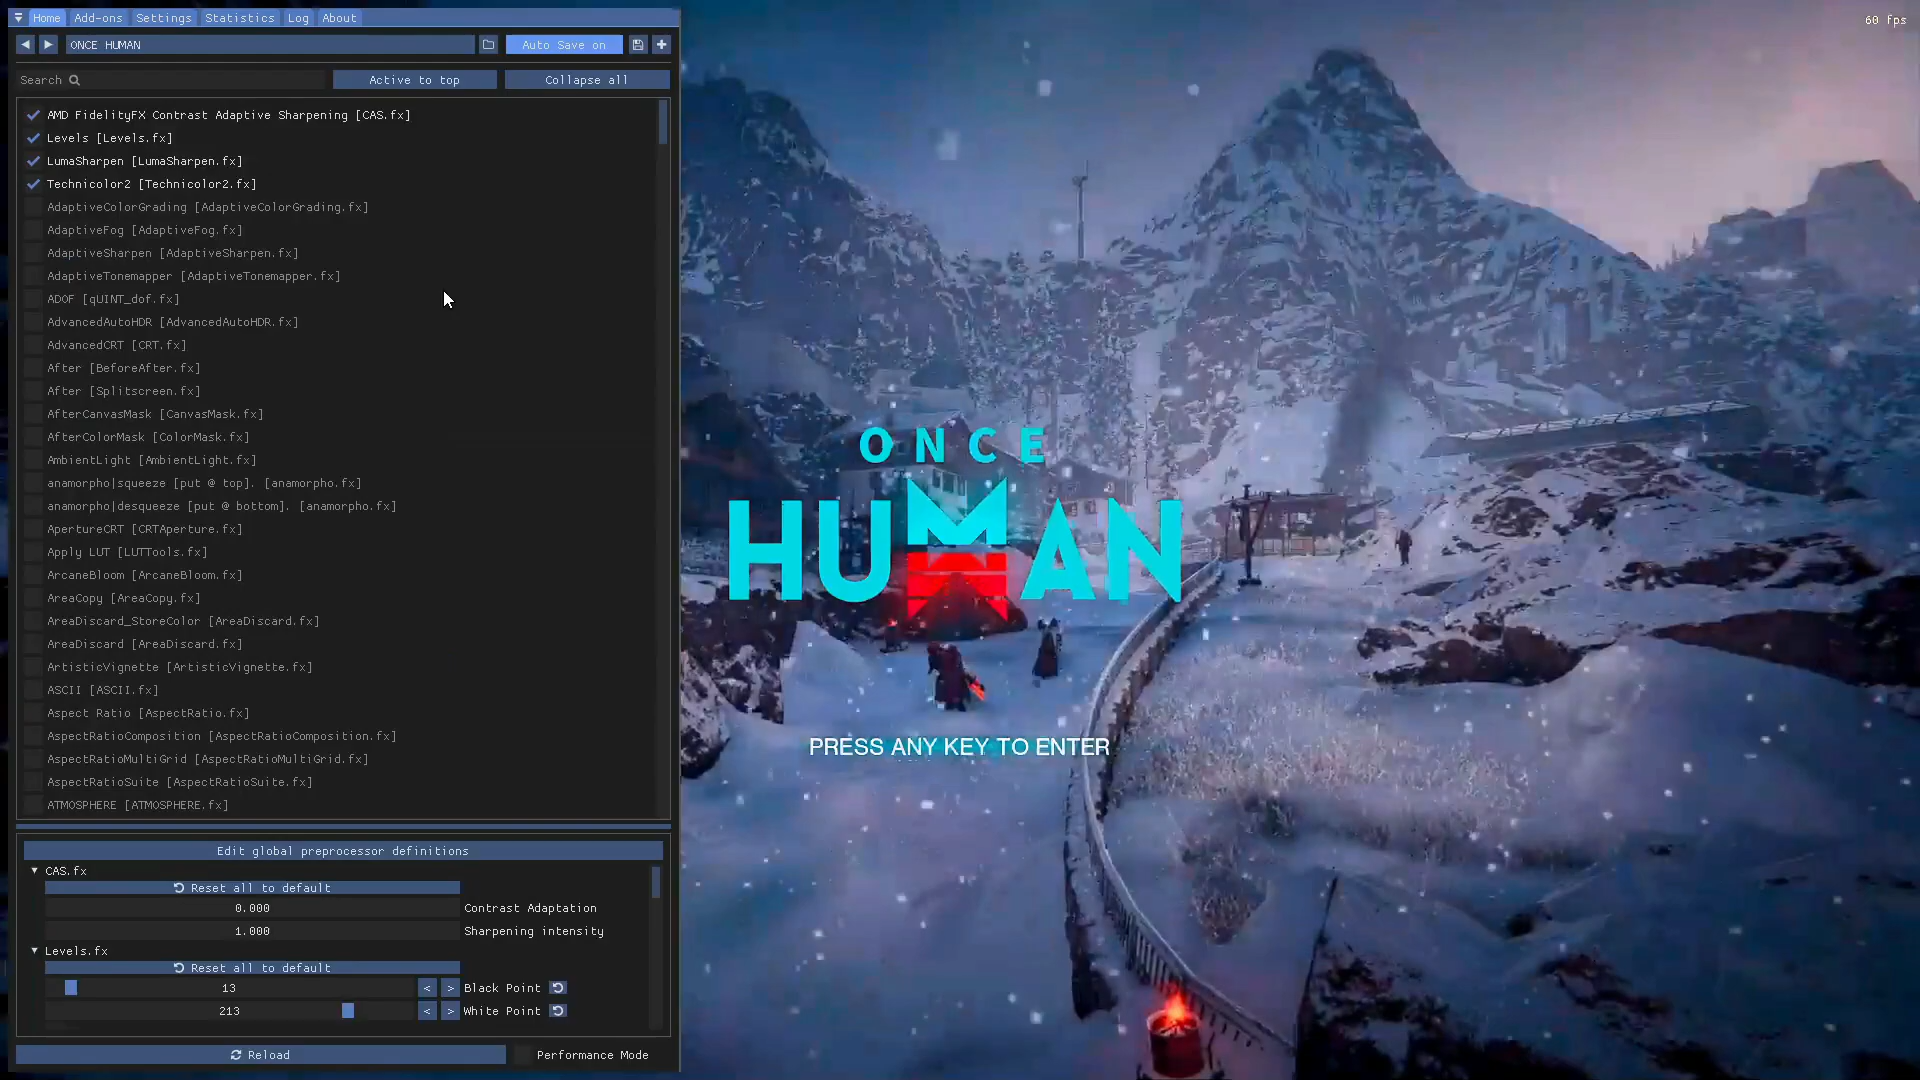 Home Add-ons Settings Statistics Log About
60 fps
ONCE HUMAN
Auto Save on
Search
Active to top
Collapse all
AMD FidelityFX Contrast Adaptive Sharpening [CAS.fx]
Levels [Levels.fx]
LumaSharpen [LumaSharpen.fx]
Technicolor2 [Technicolor2.fx]
AdaptiveColorGrading [AdaptiveColorGrading.fx]
AdaptiveFog [AdaptiveFog.fx]
AdaptiveSharpen [AdaptiveSharpen.fx]
AdaptiveTonemapper [AdaptiveTonemapper.fx]
ADOF [qUINT_dof.fx]
AdvancedAutoHDR [AdvancedAutoHDR.fx]
AdvancedCRT [CRT.fx]
After [BeforeAfter.fx]
After [Splitscreen.fx]
AfterCanvasMask [CanvasMask.fx]
AfterColorMask [ColorMask.fx]
AmbientLight [AmbientLight.fx]
anamorpho|squeeze [put @ top]. [anamorpho.fx]
anamorpho|desqueeze [put @ bottom]. [anamorpho.fx]
ApertureCRT [CRTAperture.fx]
Apply LUT [LUTTools.fx]
ArcaneBloom [ArcaneBloom.fx]
AreaCopy [AreaCopy.fx]
AreaDiscard_StoreColor [AreaDiscard.fx]
AreaDiscard [AreaDiscard.fx]
ArtisticVignette [ArtisticVignette.fx]
ASCII [ASCII.fx]
Aspect Ratio [AspectRatio.fx]
AspectRatioComposition [AspectRatioComposition.fx]
AspectRatioMultiGrid [AspectRatioMultiGrid.fx]
AspectRatioSuite [AspectRatioSuite.fx]
ATMOSPHERE [ATMOSPHERE.fx]
Edit global preprocessor definitions
CAS.fx
Reset all to default
0.000 Contrast Adaptation
1.000 Sharpening intensity
Levels.fx
Reset all to default
13 < > Black Point
213 < > White Point
Reload
Performance Mode
ONCE
HUMAN
PRESS ANY KEY TO ENTER